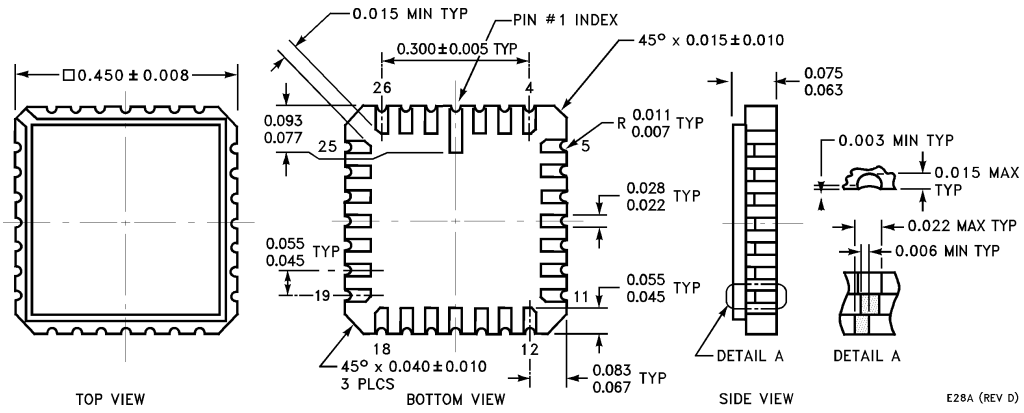 0.015 MIN TYP
PIN #1 INDEX
0.300±0.005 TYP
45° x 0.015±0.010
□0.450 ± 0.008
26
4
0.075
0.063
0.093
0.077
R 0.011
0.007 TYP
25
5
0.003 MIN TYP
0.015 MAX
TYP
0.028
0.022 TYP
0.022 MAX TYP
0.006 MIN TYP
0.055
0.045 TYP
0.055
0.045 TYP
19
11
18
12
45° x 0.040±0.010
3 PLCS
0.083
0.067 TYP
DETAIL A
DETAIL A
TOP VIEW
BOTTOM VIEW
SIDE VIEW
E28A (REV D)